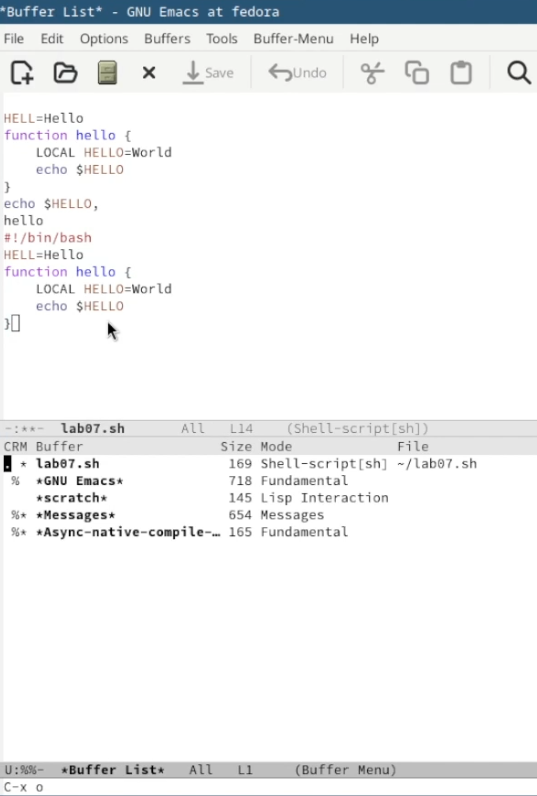 *Buffer List* - GNU Emacs at fedora
File Edit Options Buffers Tools Buffer-Menu Help
Save Undo
HELL=Hello
function hello {
    LOCAL HELLO=World
    echo $HELLO
}
echo $HELLO,
hello
#!/bin/bash
HELL=Hello
function hello {
    LOCAL HELLO=World
    echo $HELLO
}
-:**- lab07.sh All L14 (Shell-script[sh])
CRM Buffer Size Mode File
. * lab07.sh 169 Shell-script[sh] ~/lab07.sh
% *GNU Emacs* 718 Fundamental
*scratch* 145 Lisp Interaction
%* *Messages* 654 Messages
%* *Async-native-compile-… 165 Fundamental
U:%%- *Buffer List* All L1 (Buffer Menu)
C-x o